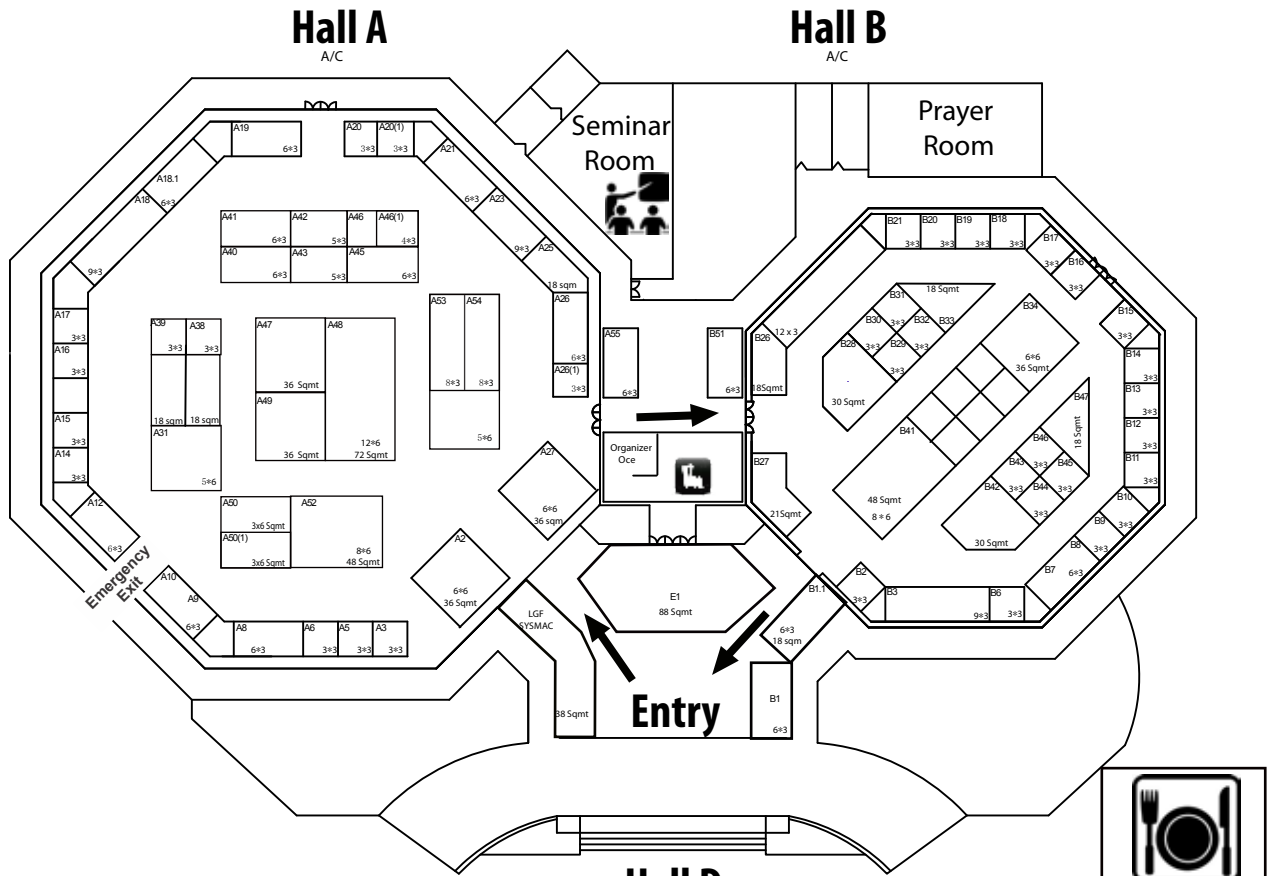 Hall A
A/C
Hall B
A/C
Seminar
Room
Prayer
Room
A19
6*3
A20
3*3
A20(1)
3*3
A21
6*3
A23
9*3
A25
18 sqm
A26
6*3
A26(1)
3*3
A18.1
6*3
A18
9*3
A17
3*3
A16
3*3
A15
3*3
A14
3*3
A12
6*3
Emergency
Exit
A10
A9
6*3
A8
6*3
A6
3*3
A5
3*3
A3
3*3
A41
6*3
A42
5*3
A46
A46(1)
4*3
A40
6*3
A43
5*3
A45
6*3
A39
3*3
A38
3*3
18 sqm
18 sqm
A31
5*6
A47
36 Sqmt
A48
12*6
72 Sqmt
A49
36 Sqmt
A53
8*3
A54
8*3
5*6
A50
3x6 Sqmt
A50(1)
3x6 Sqmt
A52
8*6
48 Sqmt
A27
6*6
36 sqm
A2
6*6
36 Sqmt
A55
6*3
B51
6*3
Organizer
Oce
B21
B20
3*3
B19
3*3
B18
3*3
3*3
B17
3*3
B16
3*3
B15
3*3
B14
3*3
B13
3*3
B12
3*3
B11
3*3
B10
3*3
B9
3*3
B8
6*3
B7
B6
3*3
B3
9*3
B2
3*3
B26
12 x 3
18Sqmt
B27
21Sqmt
18 Sqmt
B31
3*3
B30
3*3
B32
3*3
B33
B28
B29
3*3
-
30 Sqmt
B34
6*6
36 Sqmt
B41
48 Sqmt
8 * 6
B47
18 Sqmt
B46
3*3
B43
3*3
B45
B42
B44
3*3
30 Sqmt
E1
88 Sqmt
LGF
SYSMAC
38 Sqmt
B1.1
6*3
18 sqm
B1
6*3
Entry